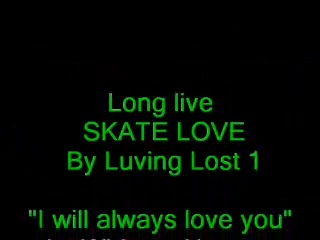 Long live
SKATE LOVE
By Luving Lost 1
"I will always love you"